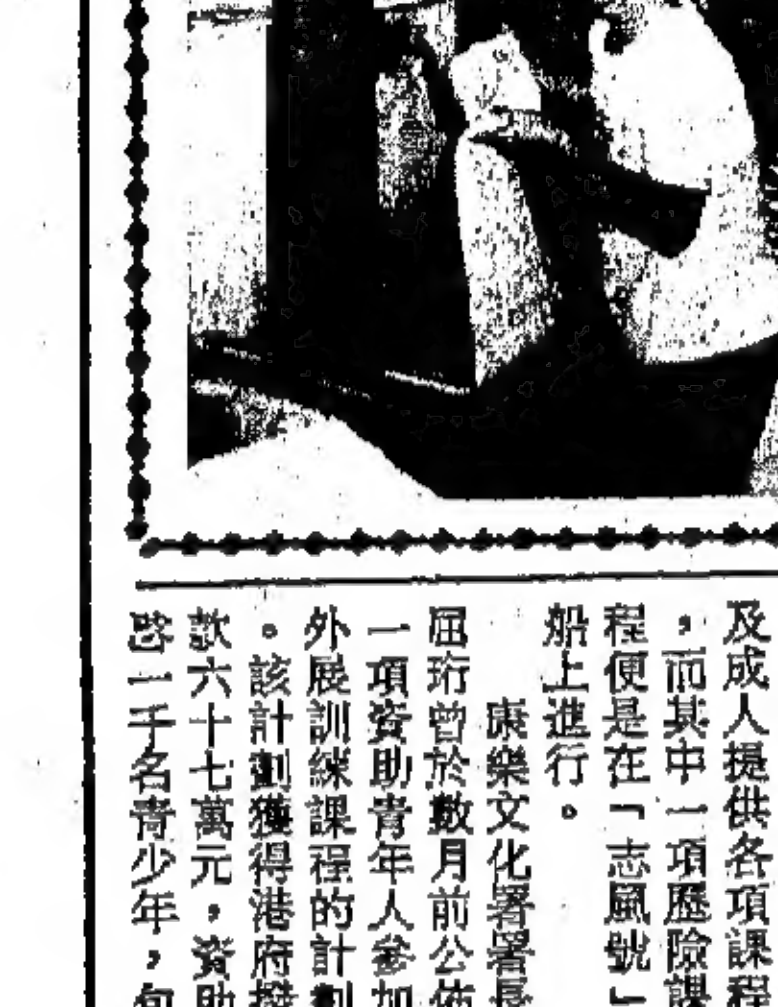 及成人提供各項課程
，而其中一項歷險課
程便是在「志風號」
船上進行。
康樂文化署署長
屈珩曾於數月前公佈
一項資助青年人參加
外展訓練課程的計劃
。該計劃獲得港府撥
款六十七萬元，資助
一千名青少年，包